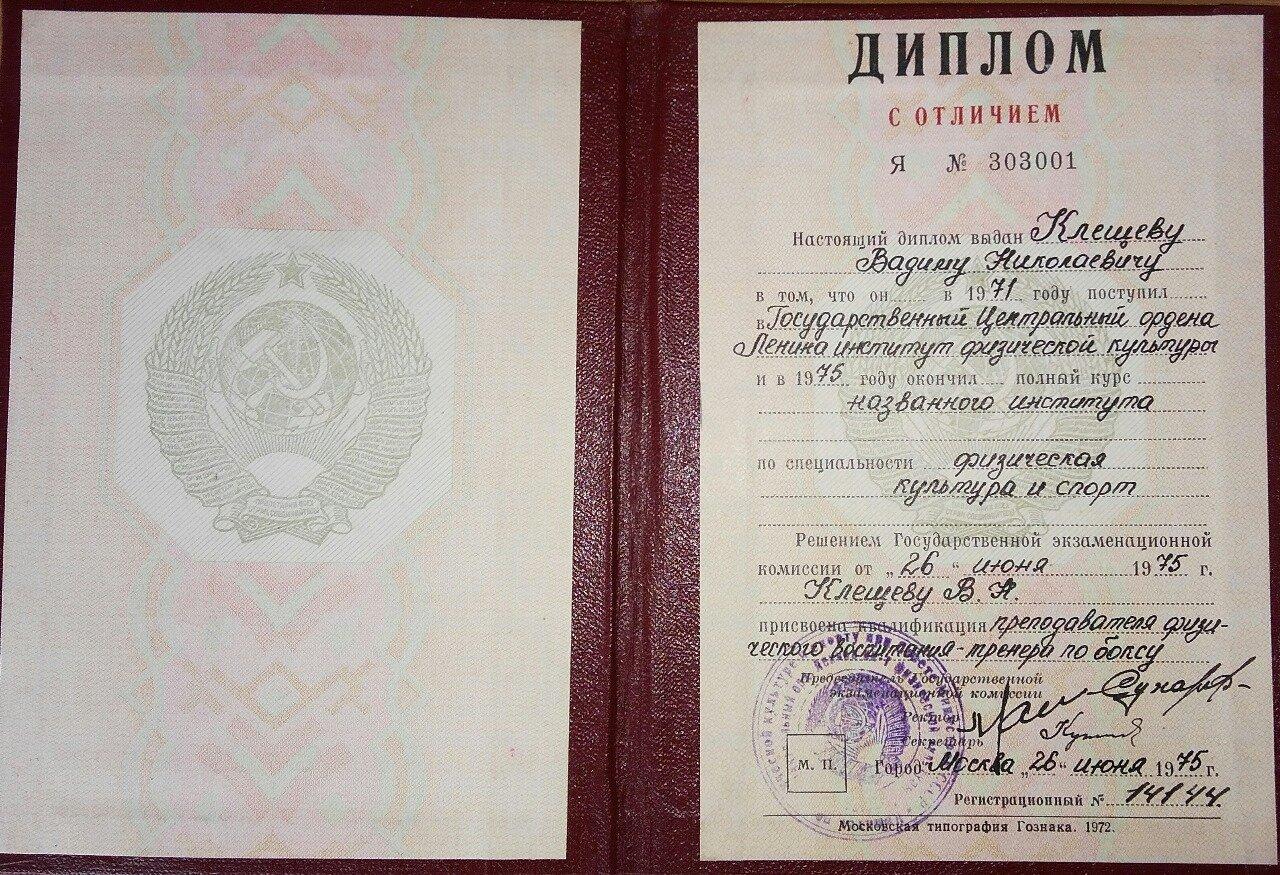 ДИПЛОМ
С ОТЛИЧИЕМ
Я № 303001
Настоящий диплом выдан Клещеву
Вадиму Николаевичу
в том, что он в 1971 году поступил
в Государственный Центральный ордена
Ленина институт физической культуры
и в 1975 году окончил полный курс
названного института
по специальности физическая
культура и спорт
Решением Государственной экзаменационной
комиссии от „26“ июня 1975 г.
Клещеву В. Н.
присвоена квалификация преподавателя физи-
ческого воспитания-тренера по боксу
Председатель Государственной
экзаменационной комиссии
Ректор
Секретарь
М. П.
Город Москва „26“ июня 1975 г.
Регистрационный № 14144
Московская типография Гознака. 1972.